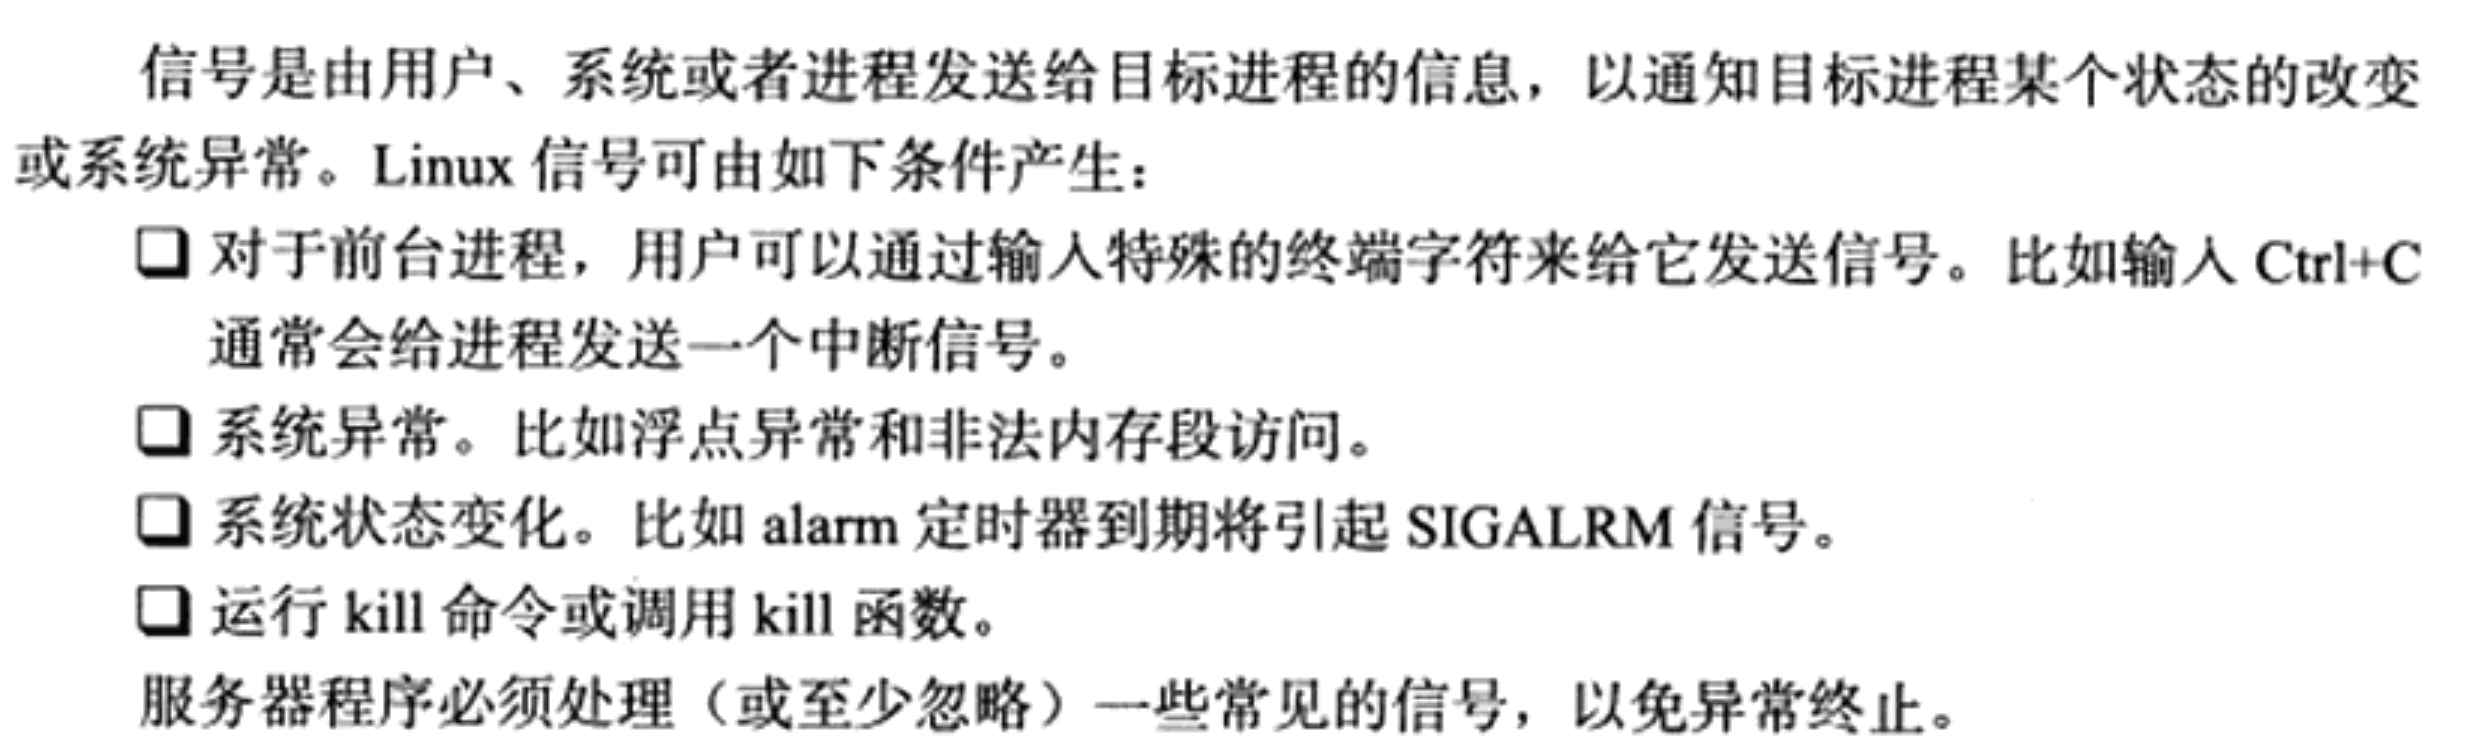 信号是由用户、系统或者进程发送给目标进程的信息，以通知目标进程某个状态的改变
或系统异常。Linux 信号可由如下条件产生：
❑ 对于前台进程，用户可以通过输入特殊的终端字符来给它发送信号。比如输入 Ctrl+C
通常会给进程发送一个中断信号。
❑ 系统异常。比如浮点异常和非法内存段访问。
❑ 系统状态变化。比如 alarm 定时器到期将引起 SIGALRM 信号。
❑ 运行 kill 命令或调用 kill 函数。
服务器程序必须处理（或至少忽略）一些常见的信号，以免异常终止。